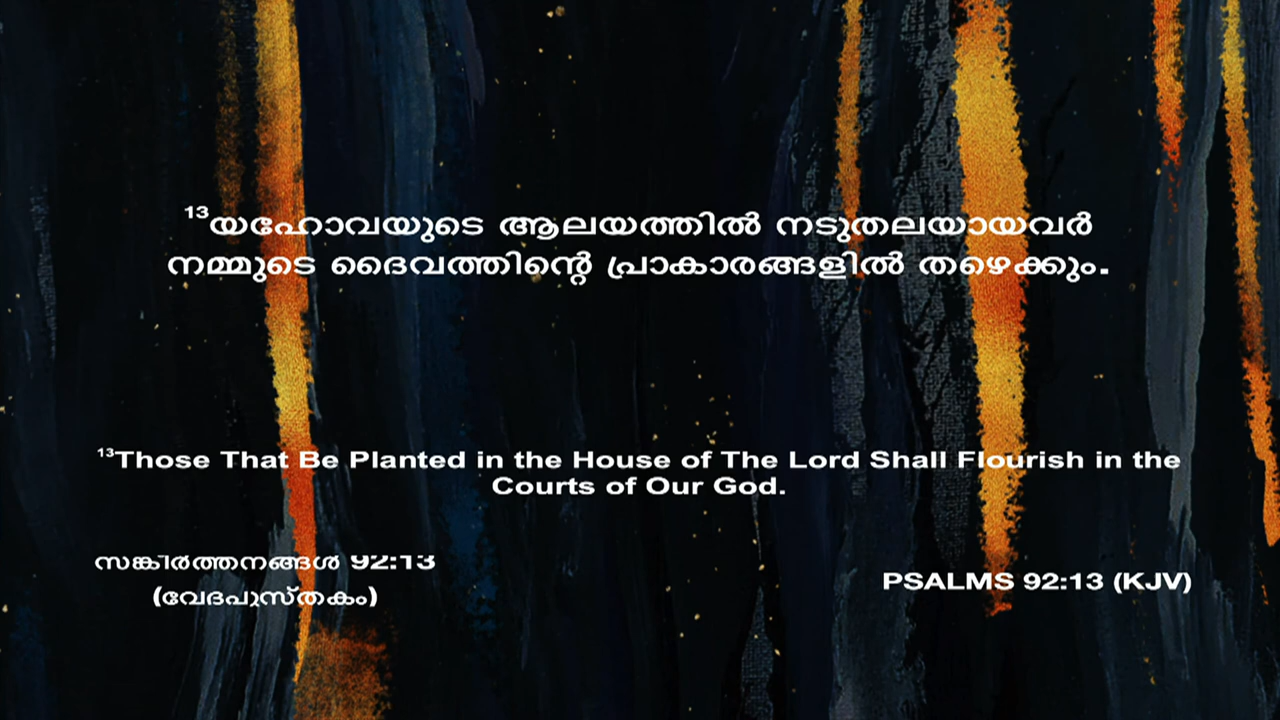 ¹³യഹോവയുടെ ആലയത്തിൽ നടുതലയായവർ
നമ്മുടെ ദൈവത്തിന്റെ പ്രാകാരങ്ങളിൽ തഴെക്കും.
¹³Those That Be Planted in the House of The Lord Shall Flourish in the
Courts of Our God.
സങ്കീർത്തനങ്ങൾ 92:13
(വേദപുസ്തകം)
PSALMS 92:13 (KJV)